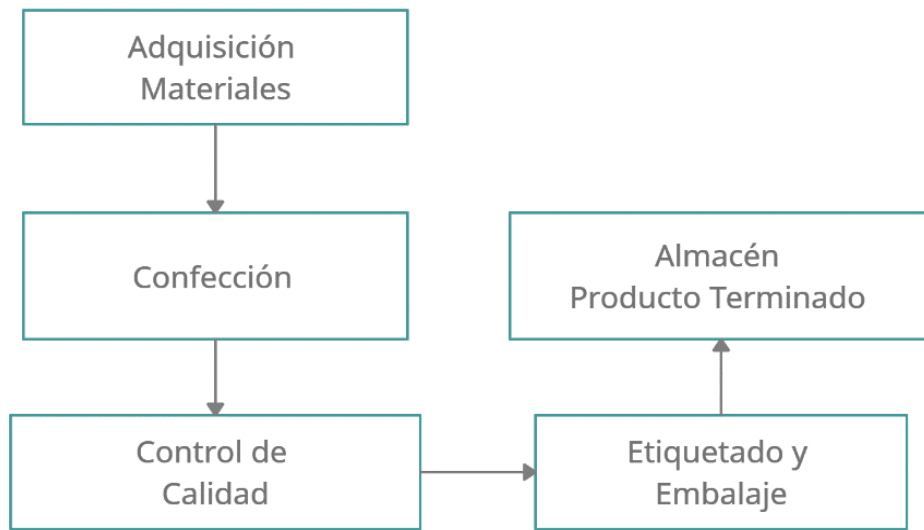 Adquisición
Materiales
Confección
Control de
Calidad
Etiquetado y
Embalaje
Almacén
Producto Terminado